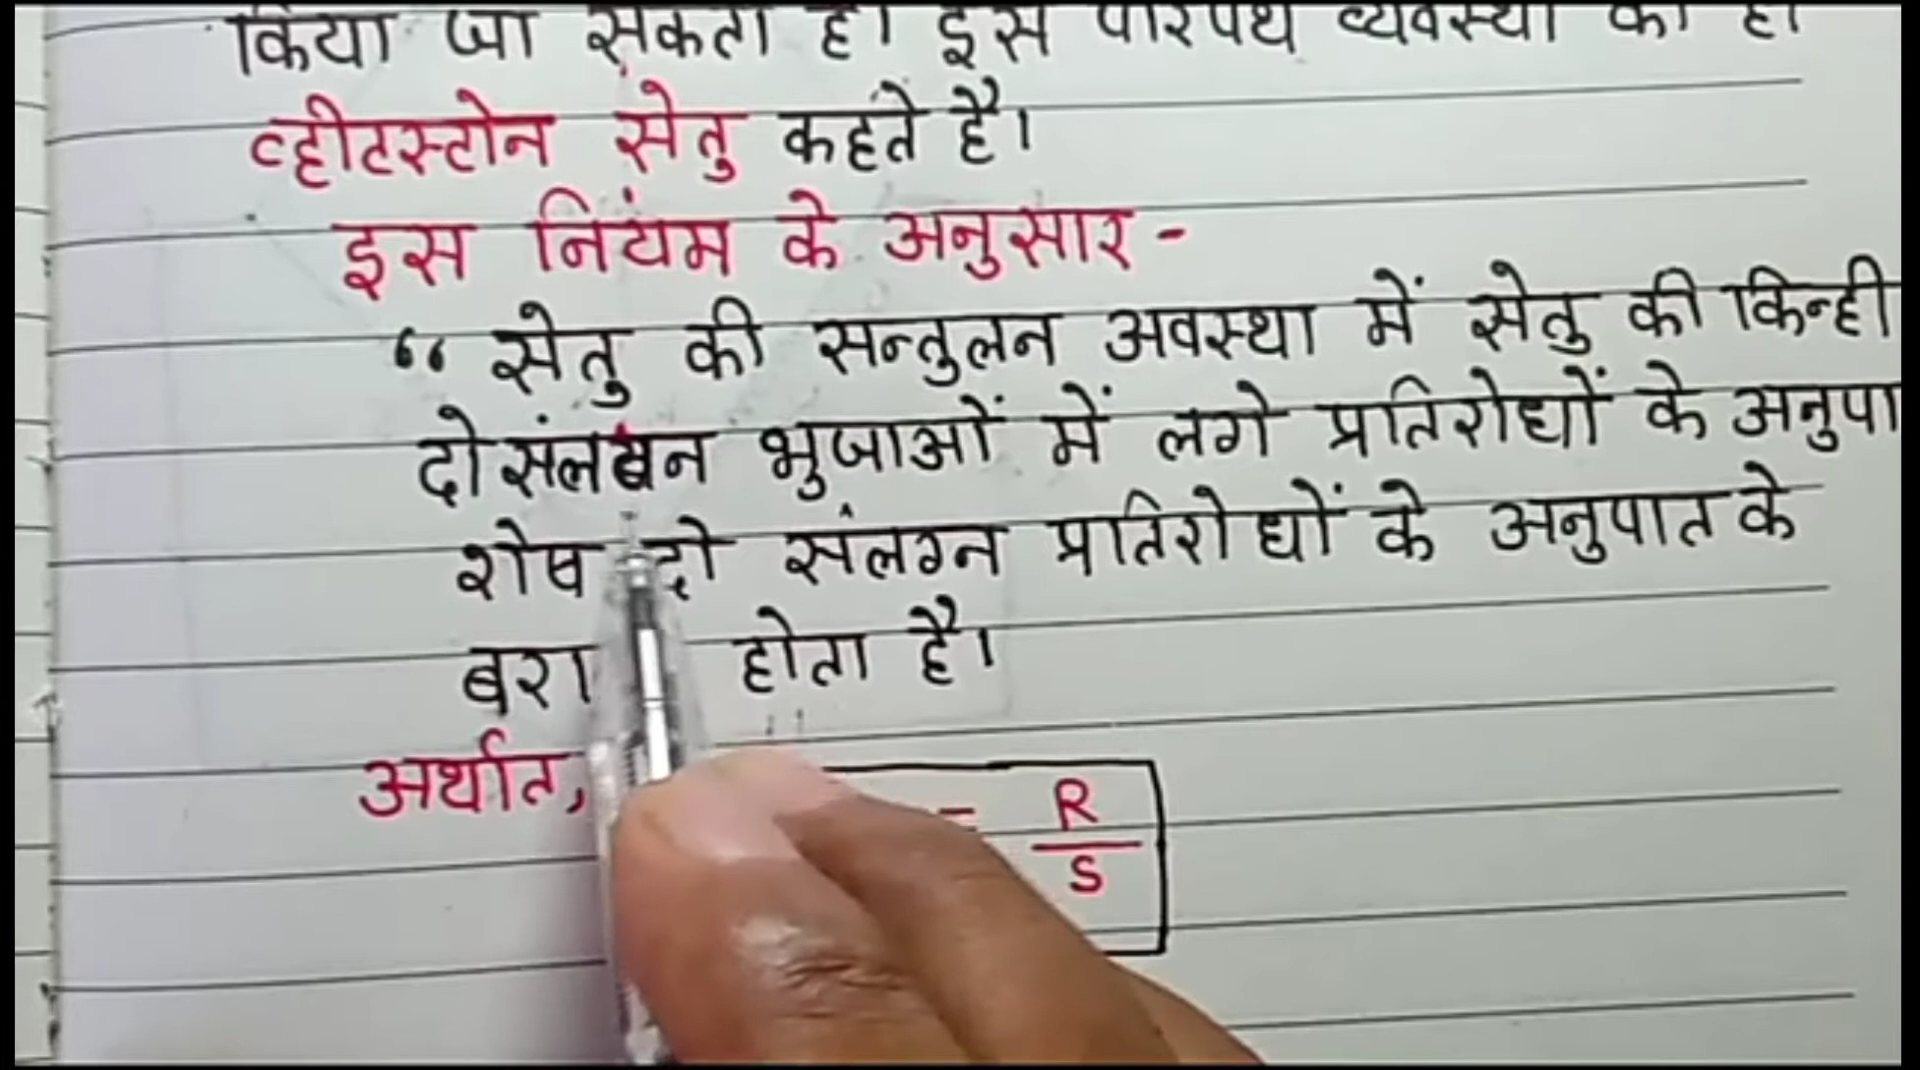 किया जा सकता है। इस परिपथ व्यवस्था को ही
व्हीटस्टोन सेतु कहते है।
इस नियंम के अनुसार -
“ सेतु की सन्तुलन अवस्था में सेतु की किन्ही
दो संलग्न भुजाओं में लगे प्रतिरोधों के अनुपा
शेष दो संलग्न प्रतिरोधों के अनुपात के
बरा होता है।
अर्थात, = R
S